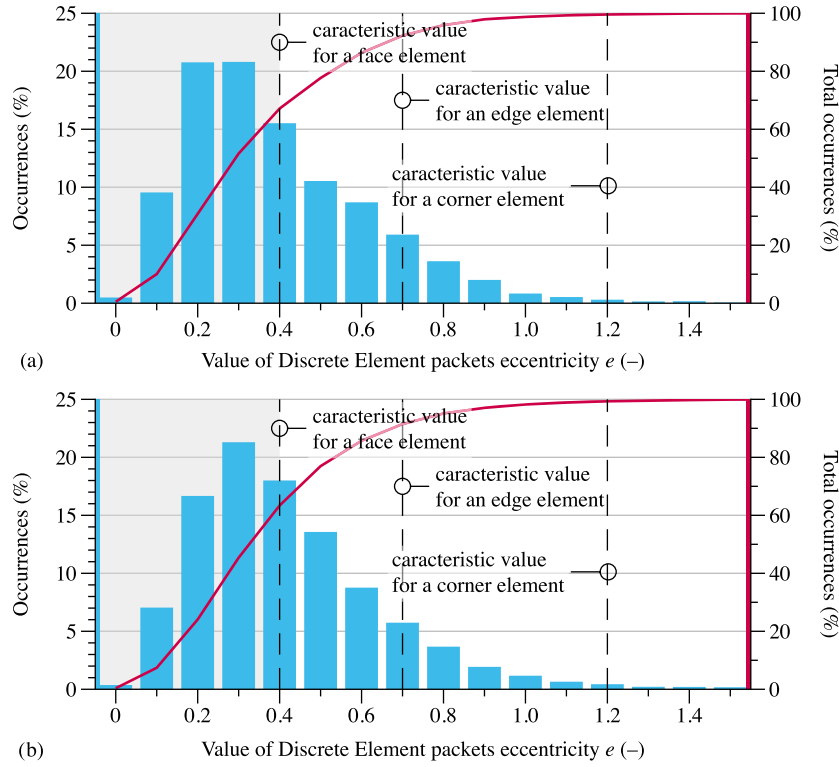 25
20
15
10
5
0
Occurrences (%)
caracteristic value
for a face element
caracteristic value
for an edge element
caracteristic value
for a corner element
100
80
60
40
20
0
Total occurrences (%)
0 0.2 0.4 0.6 0.8 1.0 1.2 1.4
(a) Value of Discrete Element packets eccentricity e (–)
25
20
15
10
5
0
Occurrences (%)
caracteristic value
for a face element
caracteristic value
for an edge element
caracteristic value
for a corner element
100
80
60
40
20
0
Total occurrences (%)
0 0.2 0.4 0.6 0.8 1.0 1.2 1.4
(b) Value of Discrete Element packets eccentricity e (–)